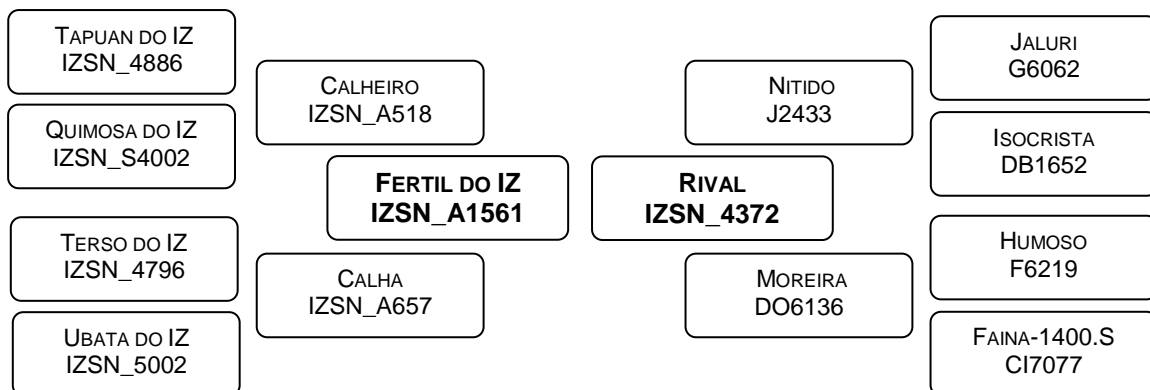 TAPUAN DO IZ
IZSN_4886
QUIMOSA DO IZ
IZSN_S4002
TERSO DO IZ
IZSN_4796
UBATA DO IZ
IZSN_5002
CALHEIRO
IZSN_A518
CALHA
IZSN_A657
FERTIL DO IZ
IZSN_A1561
RIVAL
IZSN_4372
NITIDO
J2433
MOREIRA
DO6136
JALURI
G6062
ISOCRISTA
DB1652
HUMOSO
F6219
FAINA-1400.S
CI7077